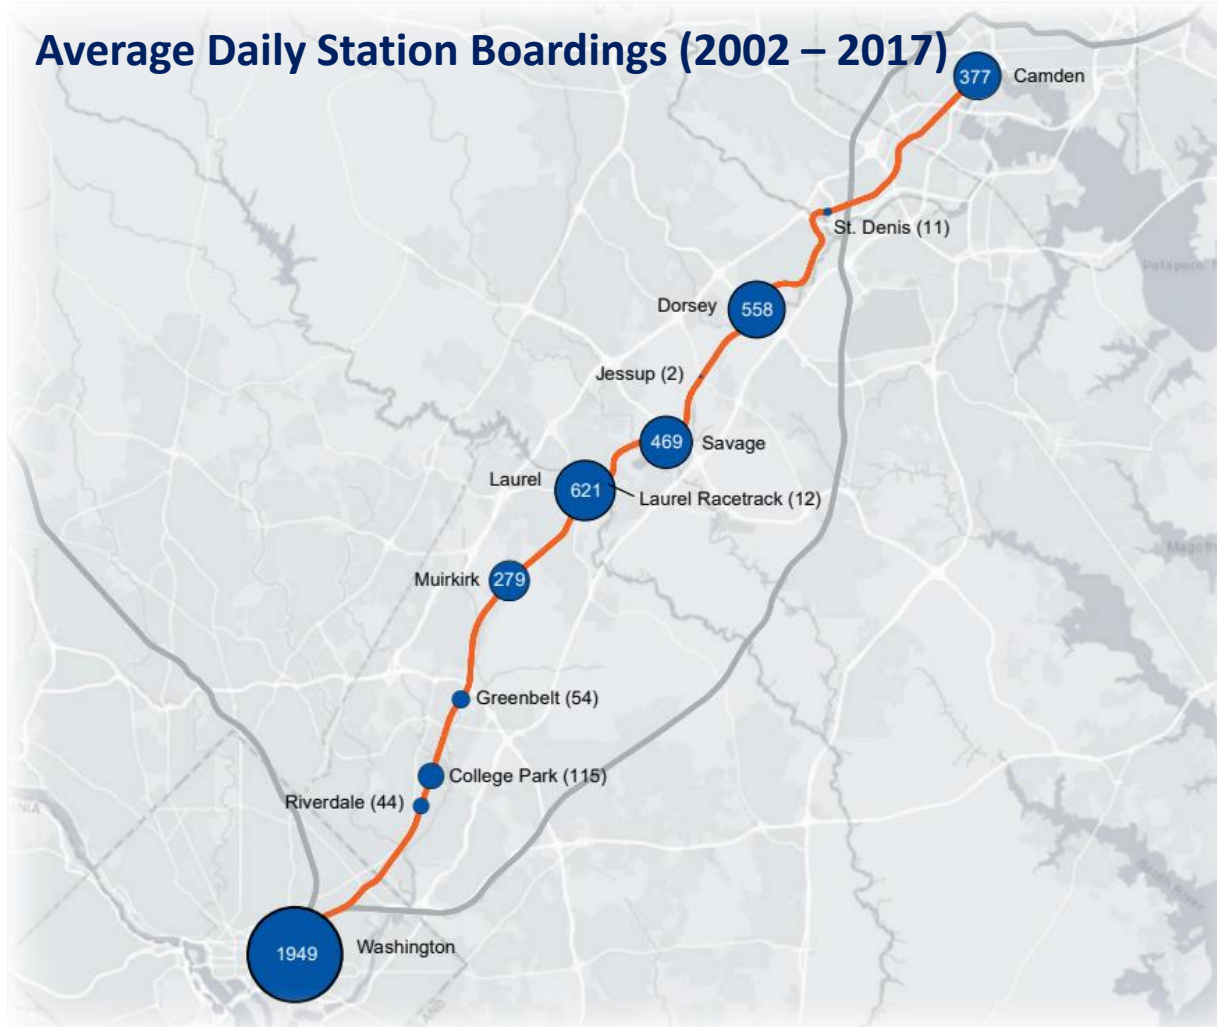 Average Daily Station Boardings (2002 – 2017)
377 Camden
St. Denis (11)
Dorsey 558
Jessup (2)
469 Savage
Laurel 621
Laurel Racetrack (12)
Muirkirk 279
Greenbelt (54)
College Park (115)
Riverdale (44)
1949 Washington